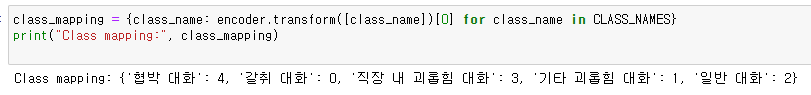 class_mapping = {class_name: encoder.transform([class_name])[0] for class_name in CLASS_NAMES}
print("Class mapping:", class_mapping)
Class mapping: {'협박 대화': 4, '갈취 대화': 0, '직장 내 괴롭힘 대화': 3, '기타 괴롭힘 대화': 1, '일반 대화': 2}